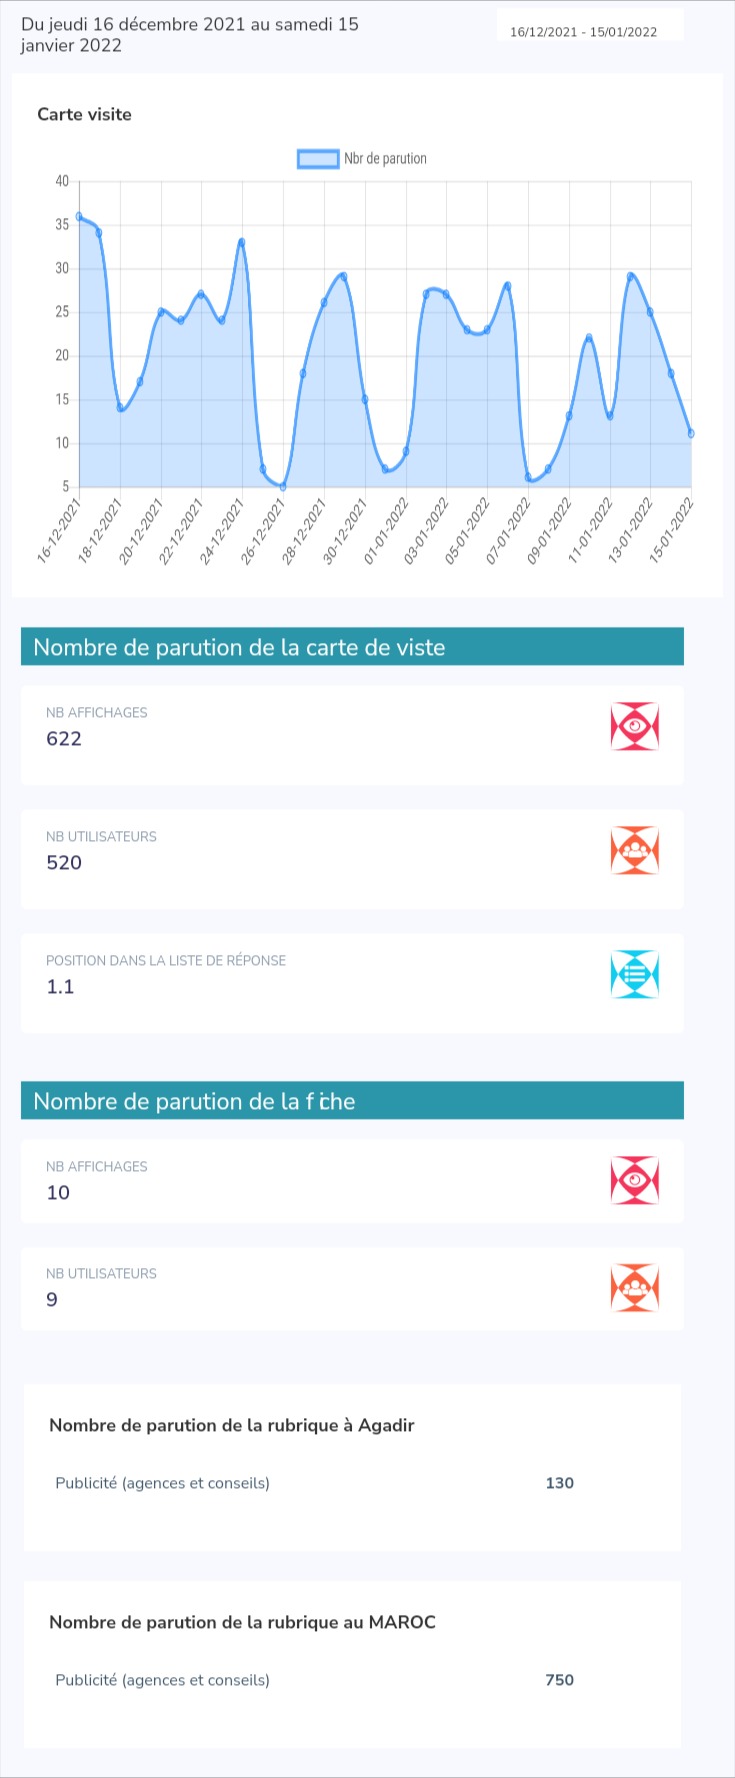 Du jeudi 16 décembre 2021 au samedi 15
janvier 2022
16/12/2021 - 15/01/2022
Carte visite
Nbr de parution
40
35
30
25
20
15
10
5
16-12-2021
18-12-2021
20-12-2021
22-12-2021
24-12-2021
26-12-2021
28-12-2021
30-12-2021
01-01-2022
03-01-2022
05-01-2022
07-01-2022
09-01-2022
11-01-2022
13-01-2022
15-01-2022
Nombre de parution de la carte de viste
NB AFFICHAGES
622
NB UTILISATEURS
520
POSITION DANS LA LISTE DE RÉPONSE
1.1
Nombre de parution de la fiche
NB AFFICHAGES
10
NB UTILISATEURS
9
Nombre de parution de la rubrique à Agadir
Publicité (agences et conseils) 130
Nombre de parution de la rubrique au MAROC
Publicité (agences et conseils) 750